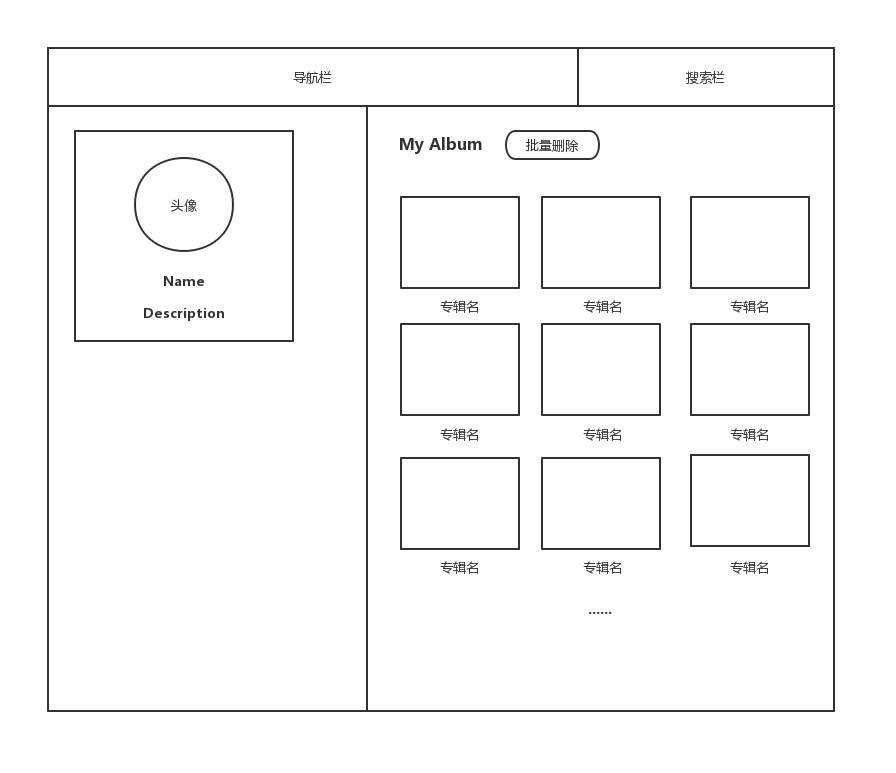 导航栏
搜索栏
头像
Name
Description
My Album
批量删除
专辑名 专辑名 专辑名
专辑名 专辑名 专辑名
专辑名 专辑名 专辑名
......